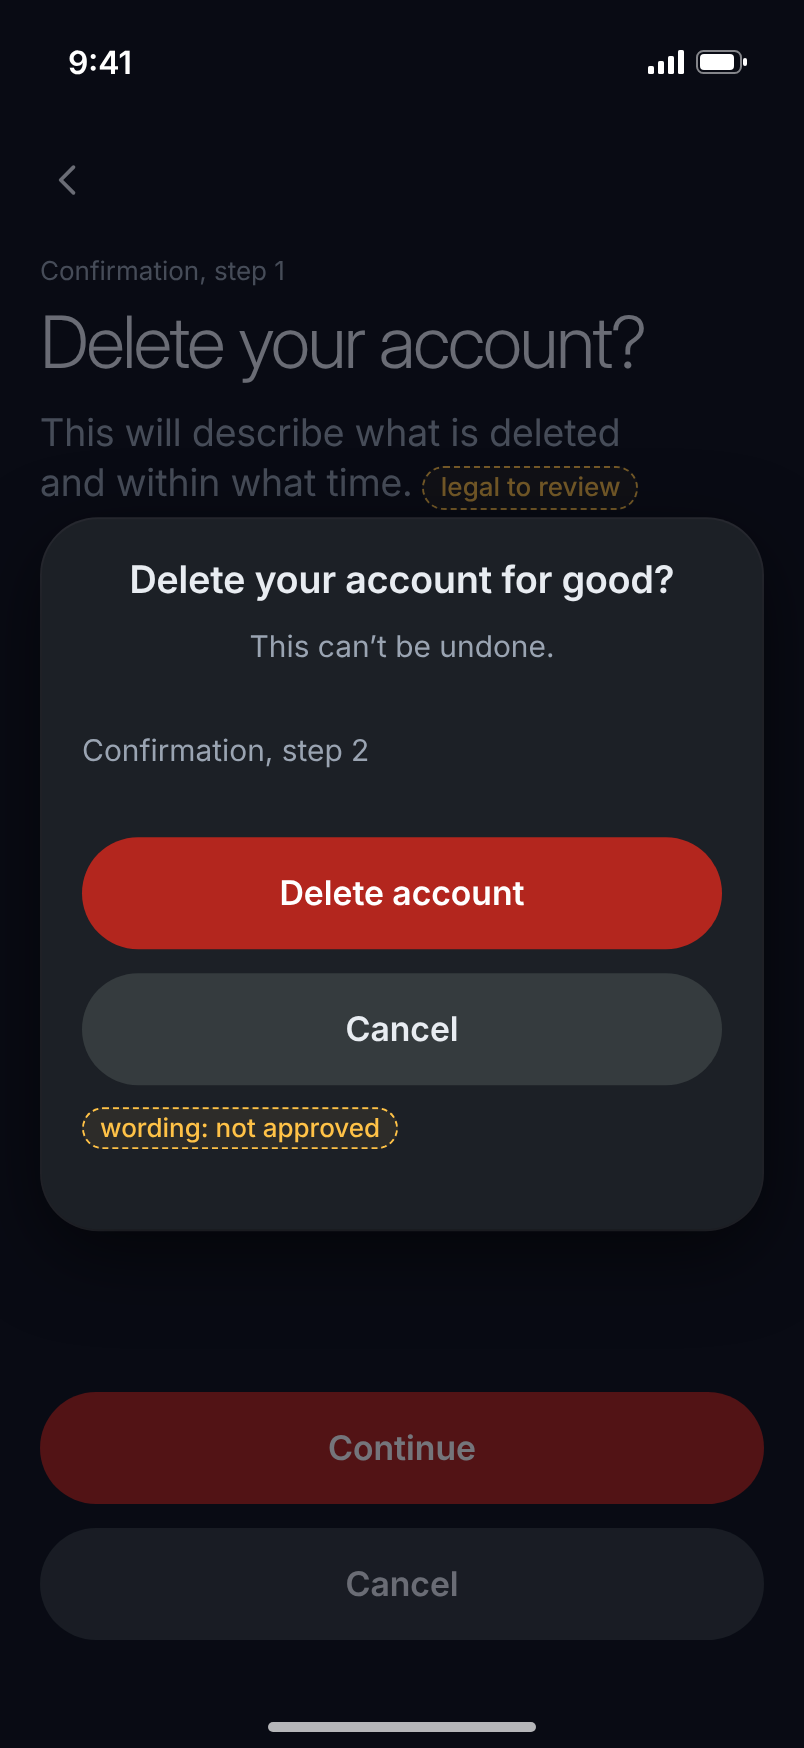 9:41
Confirmation, step 1
Delete your account?
This will describe what is deleted
and within what time. legal to review
Delete your account for good?
This can’t be undone.
Confirmation, step 2
Delete account
Cancel
wording: not approved
Continue
Cancel